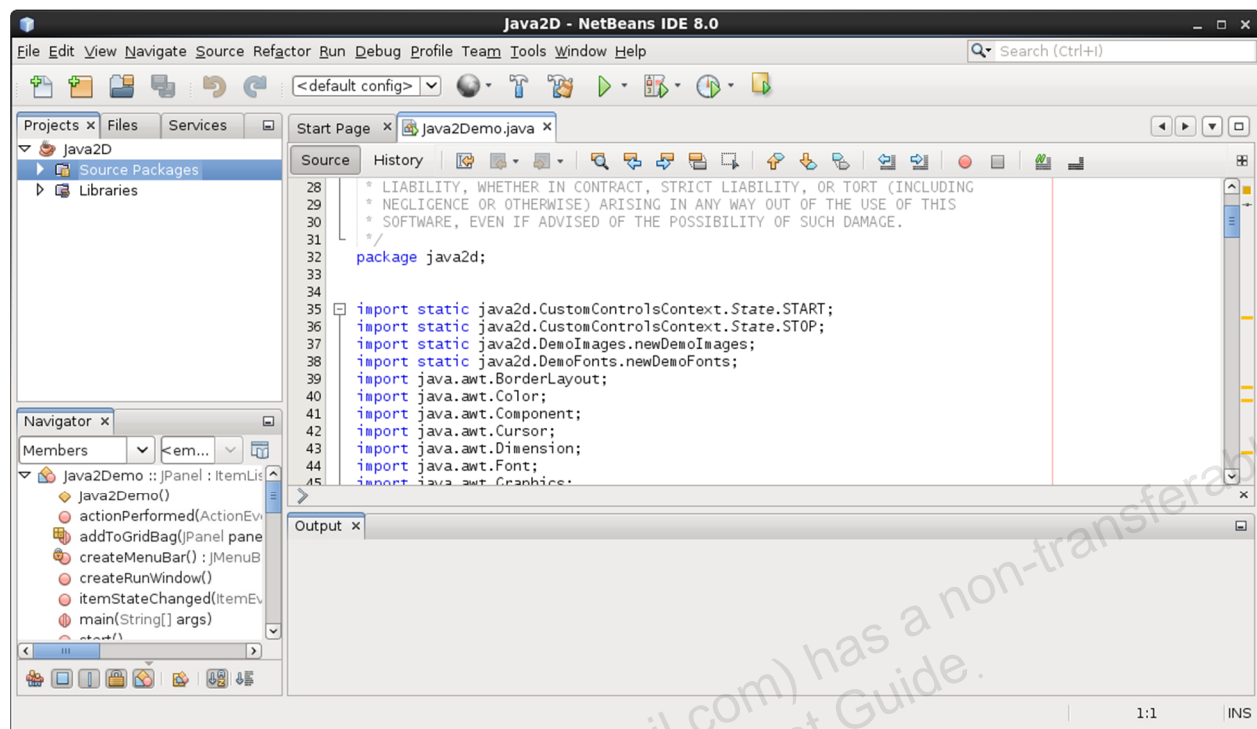 Java2D - NetBeans IDE 8.0
File Edit View Navigate Source Refactor Run Debug Profile Team Tools Window Help
Search (Ctrl+I)
<default config>
Projects Files Services
Java2D
Source Packages
Libraries
Start Page Java2Demo.java
Source History
28 * LIABILITY, WHETHER IN CONTRACT, STRICT LIABILITY, OR TORT (INCLUDING
29 * NEGLIGENCE OR OTHERWISE) ARISING IN ANY WAY OUT OF THE USE OF THIS
30 * SOFTWARE, EVEN IF ADVISED OF THE POSSIBILITY OF SUCH DAMAGE.
31 */
32 package java2d;
33
34
35 import static java2d.CustomControlsContext.State.START;
36 import static java2d.CustomControlsContext.State.STOP;
37 import static java2d.DemoImages.newDemoImages;
38 import static java2d.DemoFonts.newDemoFonts;
39 import java.awt.BorderLayout;
40 import java.awt.Color;
41 import java.awt.Component;
42 import java.awt.Cursor;
43 import java.awt.Dimension;
44 import java.awt.Font;
45 import java.awt.Graphics;
Navigator
Members <em...
Java2Demo :: JPanel : ItemLis
Java2Demo()
actionPerformed(ActionEv
addToGridBag(JPanel pane
createMenuBar() : JMenuB
createRunWindow()
itemStateChanged(ItemEv
main(String[] args)
start()
Output
1:1 INS
com) has a non-transferab
Guide.